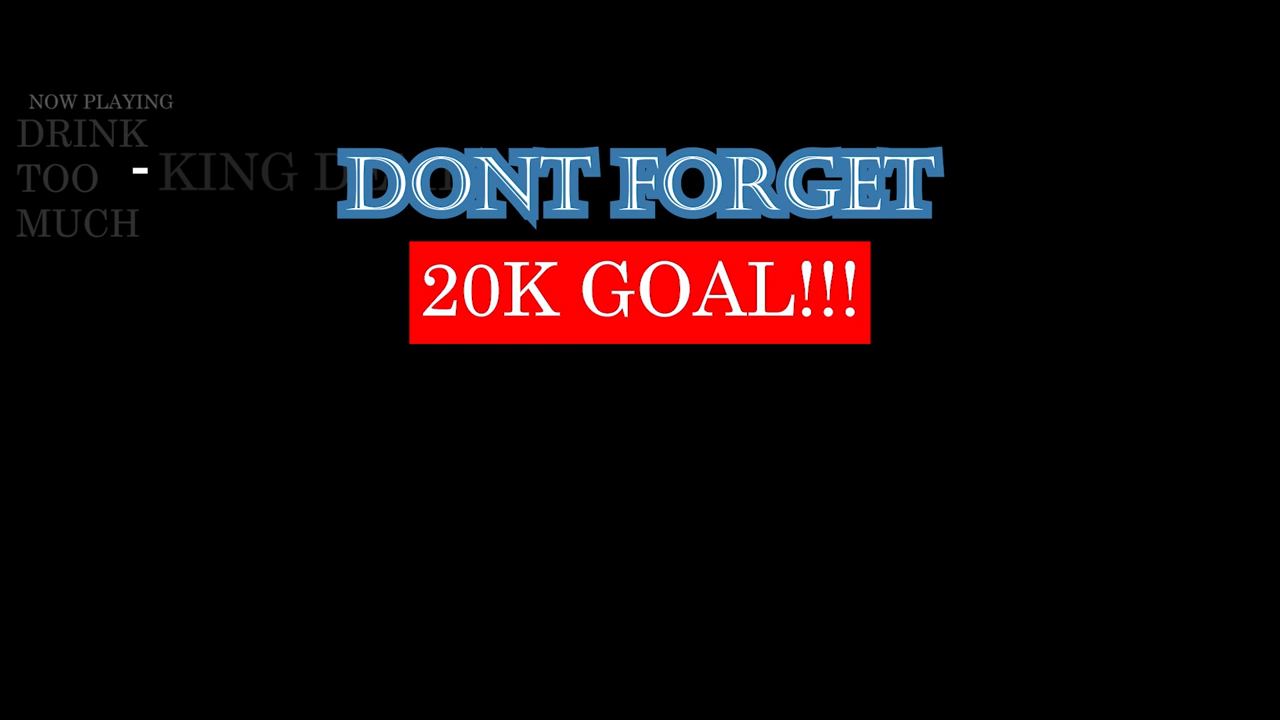 NOW PLAYING
DRINK
TOO
MUCH
- KING
DONT FORGET
20K GOAL!!!